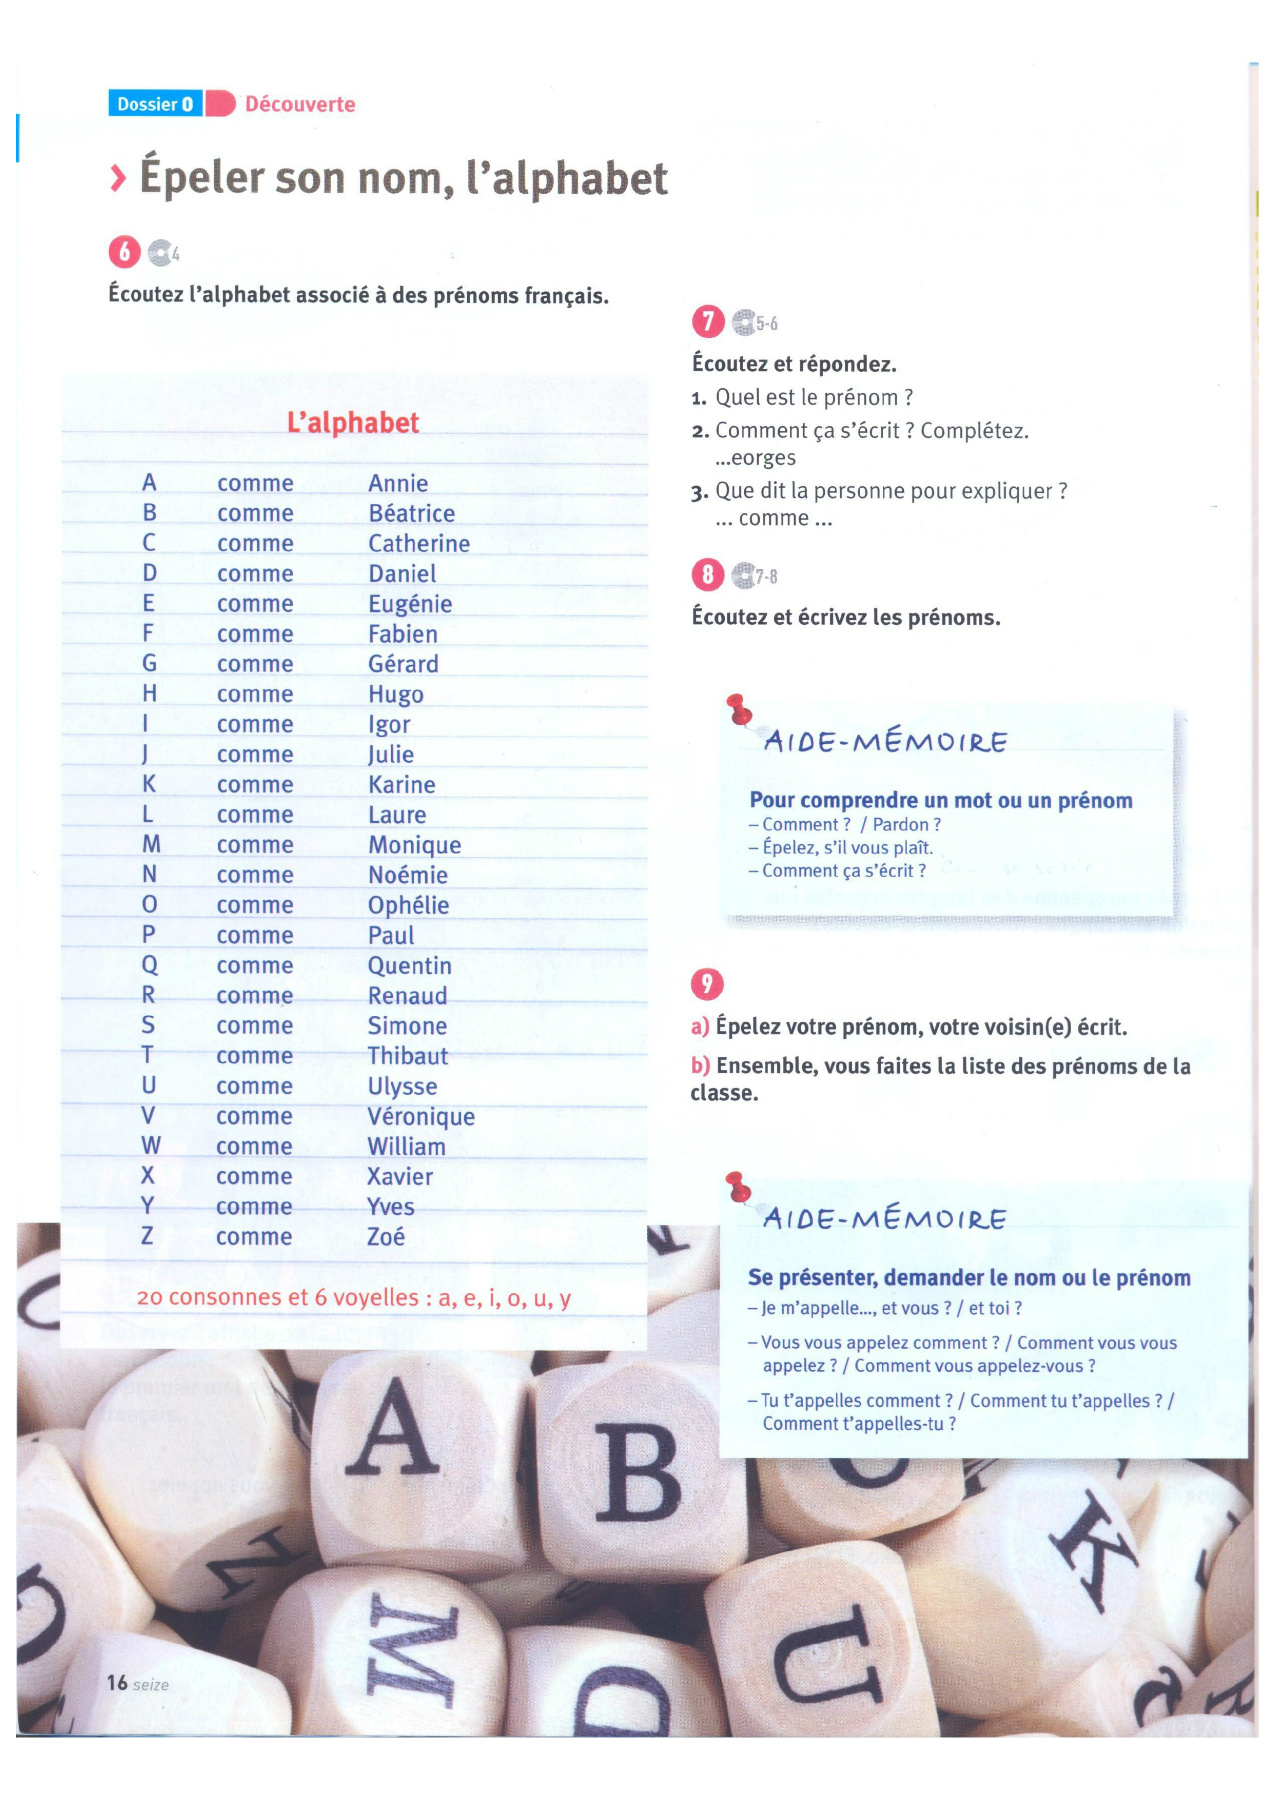 Dossier 0 Découverte
› Épeler son nom, l'alphabet
6 4
Écoutez l'alphabet associé à des prénoms français.
L'alphabet
A comme Annie
B comme Béatrice
C comme Catherine
D comme Daniel
E comme Eugénie
F comme Fabien
G comme Gérard
H comme Hugo
I comme Igor
J comme Julie
K comme Karine
L comme Laure
M comme Monique
N comme Noémie
O comme Ophélie
P comme Paul
Q comme Quentin
R comme Renaud
S comme Simone
T comme Thibaut
U comme Ulysse
V comme Véronique
W comme William
X comme Xavier
Y comme Yves
Z comme Zoé
20 consonnes et 6 voyelles : a, e, i, o, u, y
7 5-6
Écoutez et répondez.
1. Quel est le prénom ?
2. Comment ça s'écrit ? Complétez.
...eorges
3. Que dit la personne pour expliquer ?
... comme ...
8 7-8
Écoutez et écrivez les prénoms.
AIDE-MÉMOIRE
Pour comprendre un mot ou un prénom
– Comment ? / Pardon ?
– Épelez, s'il vous plaît.
– Comment ça s'écrit ?
9
a) Épelez votre prénom, votre voisin(e) écrit.
b) Ensemble, vous faites la liste des prénoms de la
classe.
AIDE-MÉMOIRE
Se présenter, demander le nom ou le prénom
– Je m'appelle..., et vous ? / et toi ?
– Vous vous appelez comment ? / Comment vous vous
appelez ? / Comment vous appelez-vous ?
– Tu t'appelles comment ? / Comment tu t'appelles ? /
Comment t'appelles-tu ?
A B
K
N
M U
D
16 seize